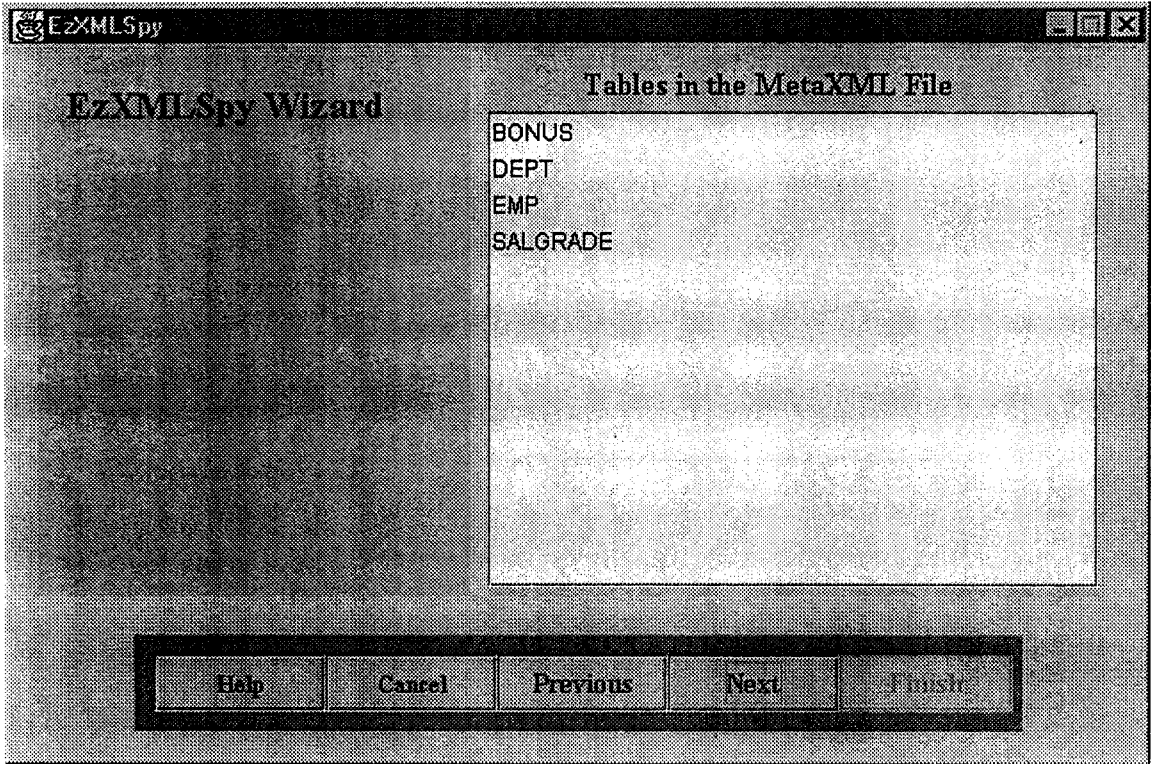 EzXMLSpy
EzXMLSpy Wizard
Tables in the MetaXML File
BONUS
DEPT
EMP
SALGRADE
Help Cancel Previous Next Finish